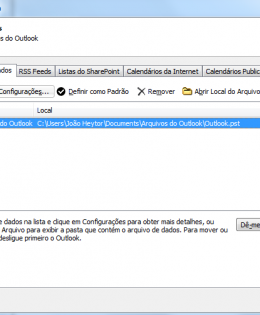 s
s do Outlook
ados RSS Feeds Listas do SharePoint Calendários da Internet Calendários Public
Configurações... Definir como Padrão Remover Abrir Local do Arquivo
Local
do Outlook C:\Users\João Heytor\Documents\Arquivos do Outlook\Outlook.pst
e dados na lista e clique em Configurações para obter mais detalhes, ou
Arquivo para exibir a pasta que contém o arquivo de dados. Para mover ou
desligue primeiro o Outlook.
Dê-me